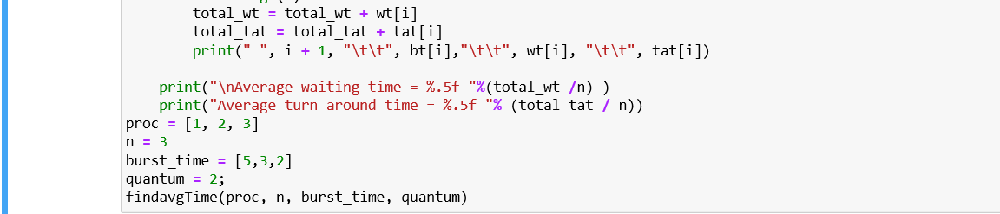 total_wt = total_wt + wt[i]
total_tat = total_tat + tat[i]
print(" ", i + 1, "\t\t", bt[i],"\t\t", wt[i], "\t\t", tat[i])
print("\nAverage waiting time = %.5f "%(total_wt /n) )
print("Average turn around time = %.5f "% (total_tat / n))
proc = [1, 2, 3]
n = 3
burst_time = [5,3,2]
quantum = 2;
findavgTime(proc, n, burst_time, quantum)